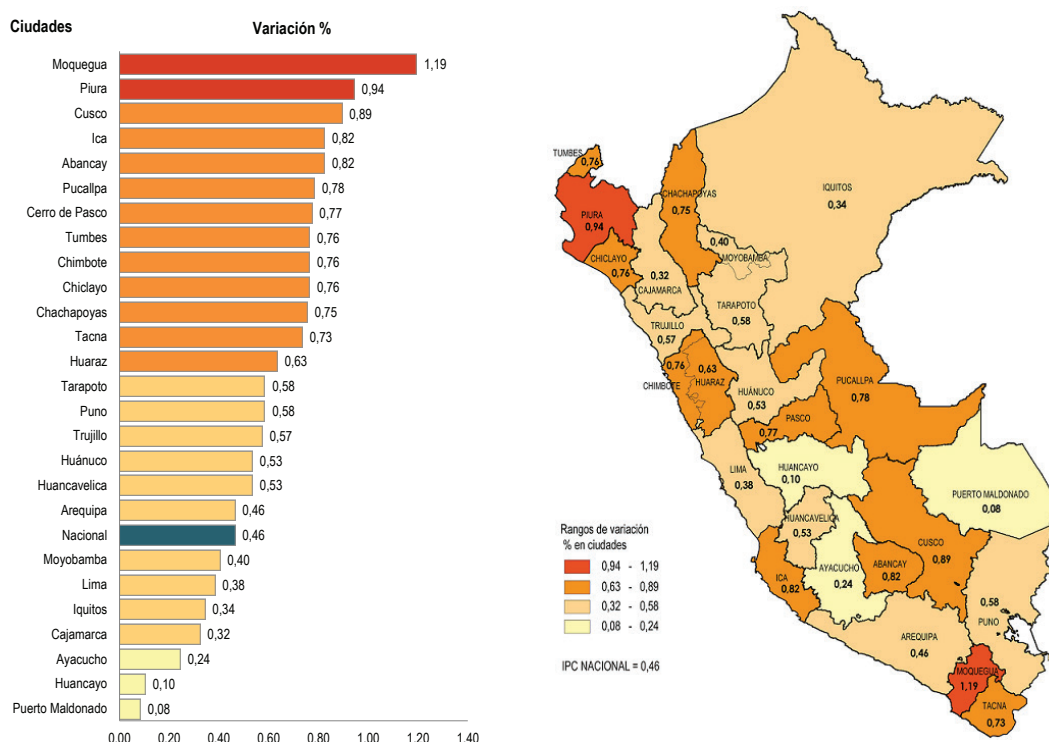 Ciudades
Variación %
Moquegua 1,19
Piura 0,94
Cusco 0,89
Ica 0,82
Abancay 0,82
Pucallpa 0,78
Cerro de Pasco 0,77
Tumbes 0,76
Chimbote 0,76
Chiclayo 0,76
Chachapoyas 0,75
Tacna 0,73
Huaraz 0,63
Tarapoto 0,58
Puno 0,58
Trujillo 0,57
Huánuco 0,53
Huancavelica 0,53
Arequipa 0,46
Nacional 0,46
Moyobamba 0,40
Lima 0,38
Iquitos 0,34
Cajamarca 0,32
Ayacucho 0,24
Huancayo 0,10
Puerto Maldonado 0,08
0.00 0.20 0.40 0.60 0.80 1.00 1.20 1.40
TUMBES
0,76
CHACHAPOYAS
0,75
IQUITOS
0,34
PIURA
0,94
0,40
MOYOBAMBA
CHICLAYO
0,76
0,32
CAJAMARCA
TARAPOTO
0,58
TRUJILLO
0,57
0,76
CHIMBOTE
0,63
HUARAZ
HUÁNUCO
0,53
PUCALLPA
0,78
PASCO
0,77
LIMA
0,38
HUANCAYO
0,10
PUERTO MALDONADO
0,08
HUANCAVELICA
0,53
CUSCO
0,89
AYACUCHO
0,24
ABANCAY
0,82
ICA
0,82
0,58
PUNO
AREQUIPA
0,46
MOQUEGUA
1,19
TACNA
0,73
Rangos de variación
% en ciudades
0,94 - 1,19
0,63 - 0,89
0,32 - 0,58
0,08 - 0,24
IPC NACIONAL = 0,46